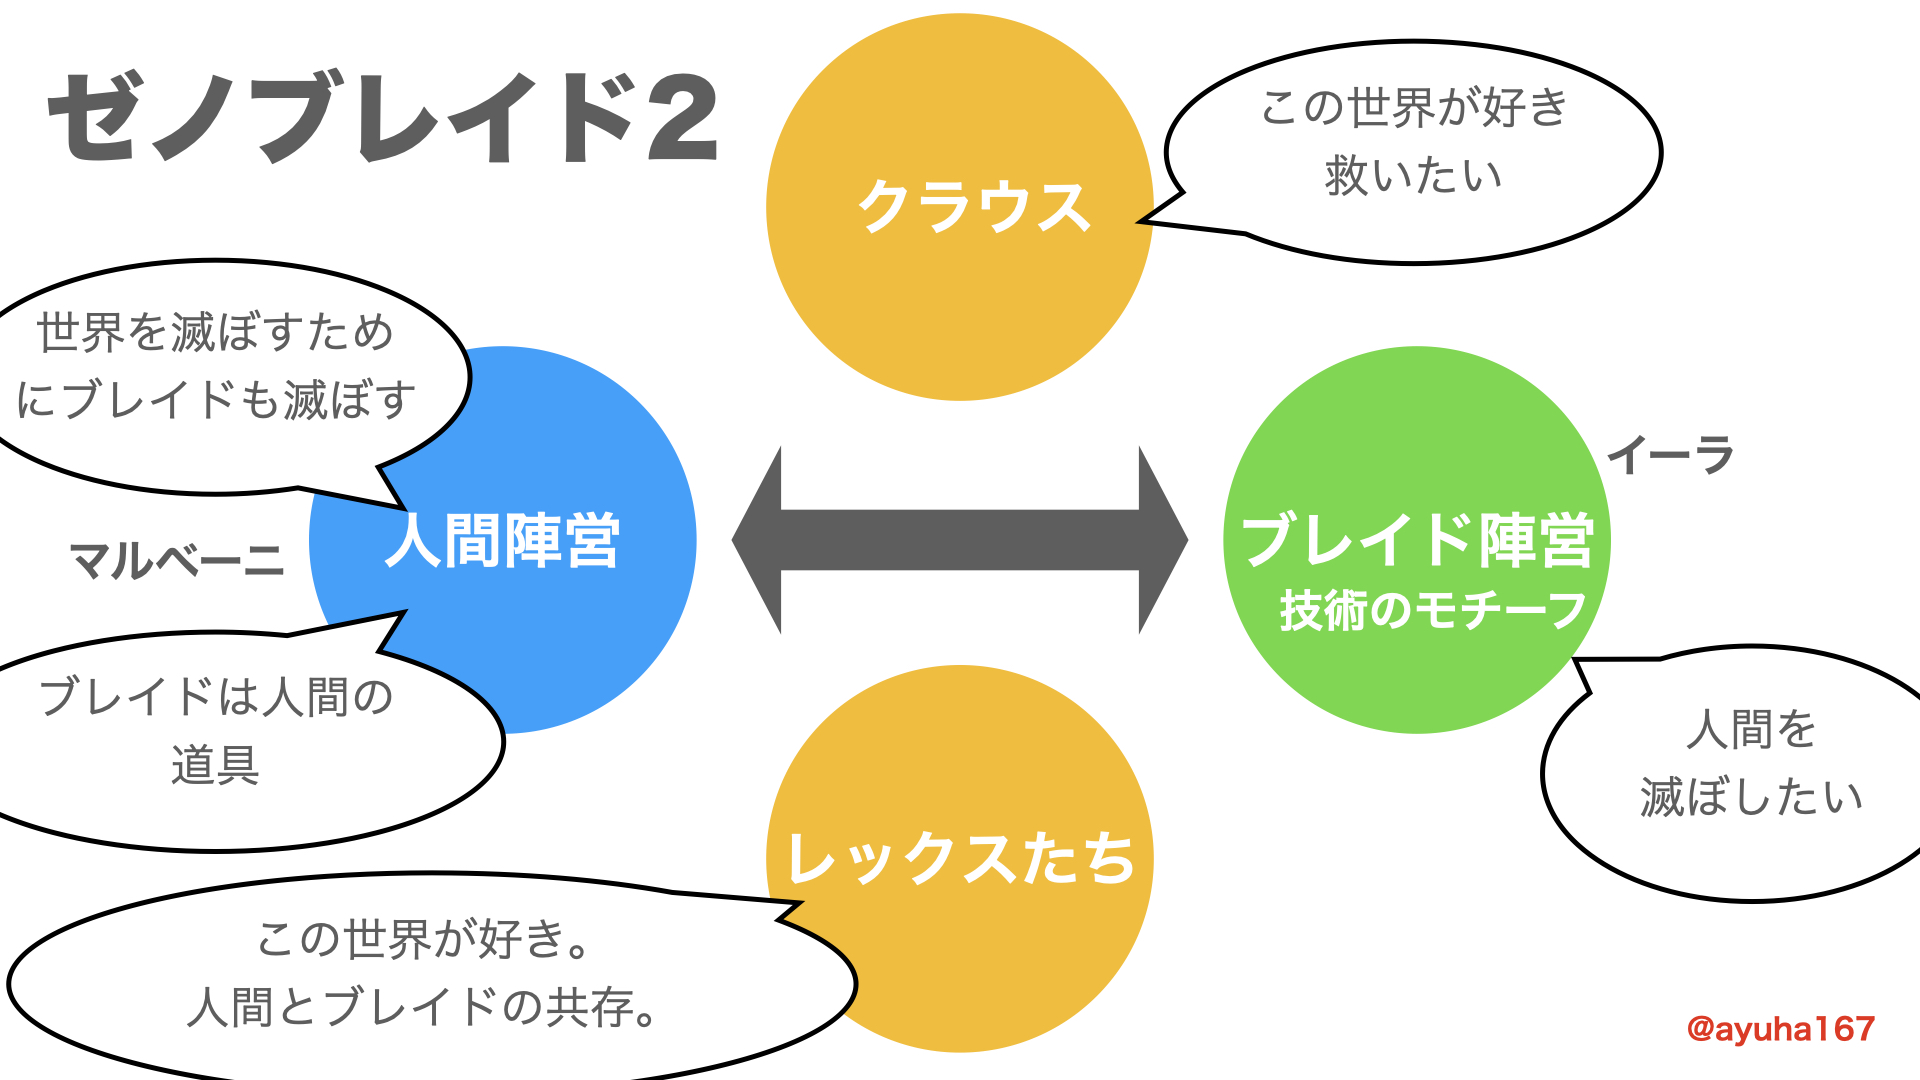 ゼノブレイド2
クラウス
この世界が好き
救いたい
世界を滅ぼすため
にブレイドも滅ぼす
マルベーニ
人間陣営
ブレイドは人間の
道具
イーラ
ブレイド陣営
技術のモチーフ
人間を
滅ぼしたい
レックスたち
この世界が好き。
人間とブレイドの共存。
@ayuha167